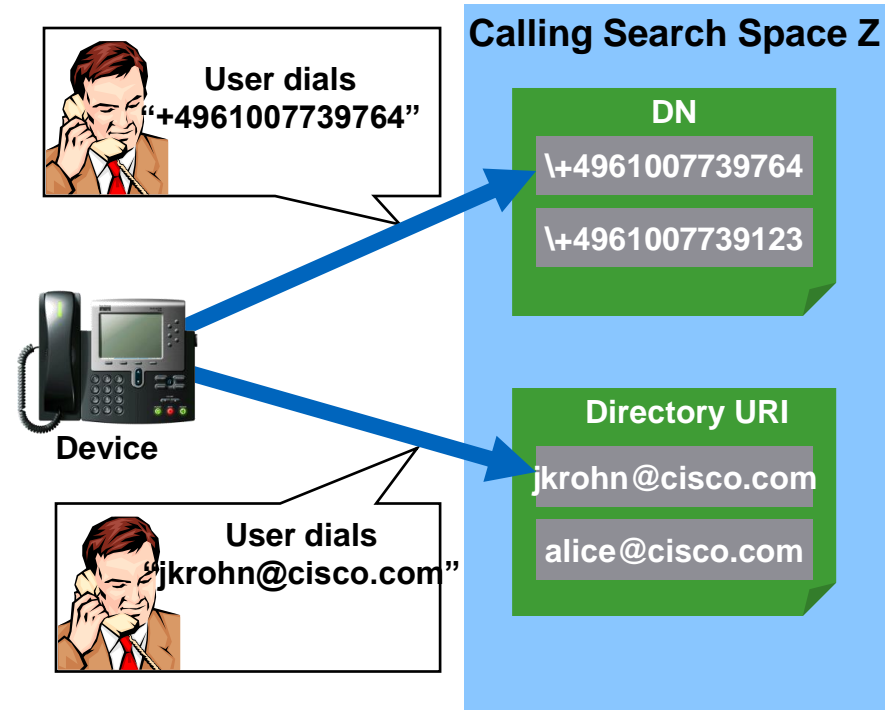 Calling Search Space Z
User dials
“+4961007739764”
DN
\+4961007739764
\+4961007739123
Device
Directory URI
jkrohn@cisco.com
alice@cisco.com
User dials
“jkrohn@cisco.com”